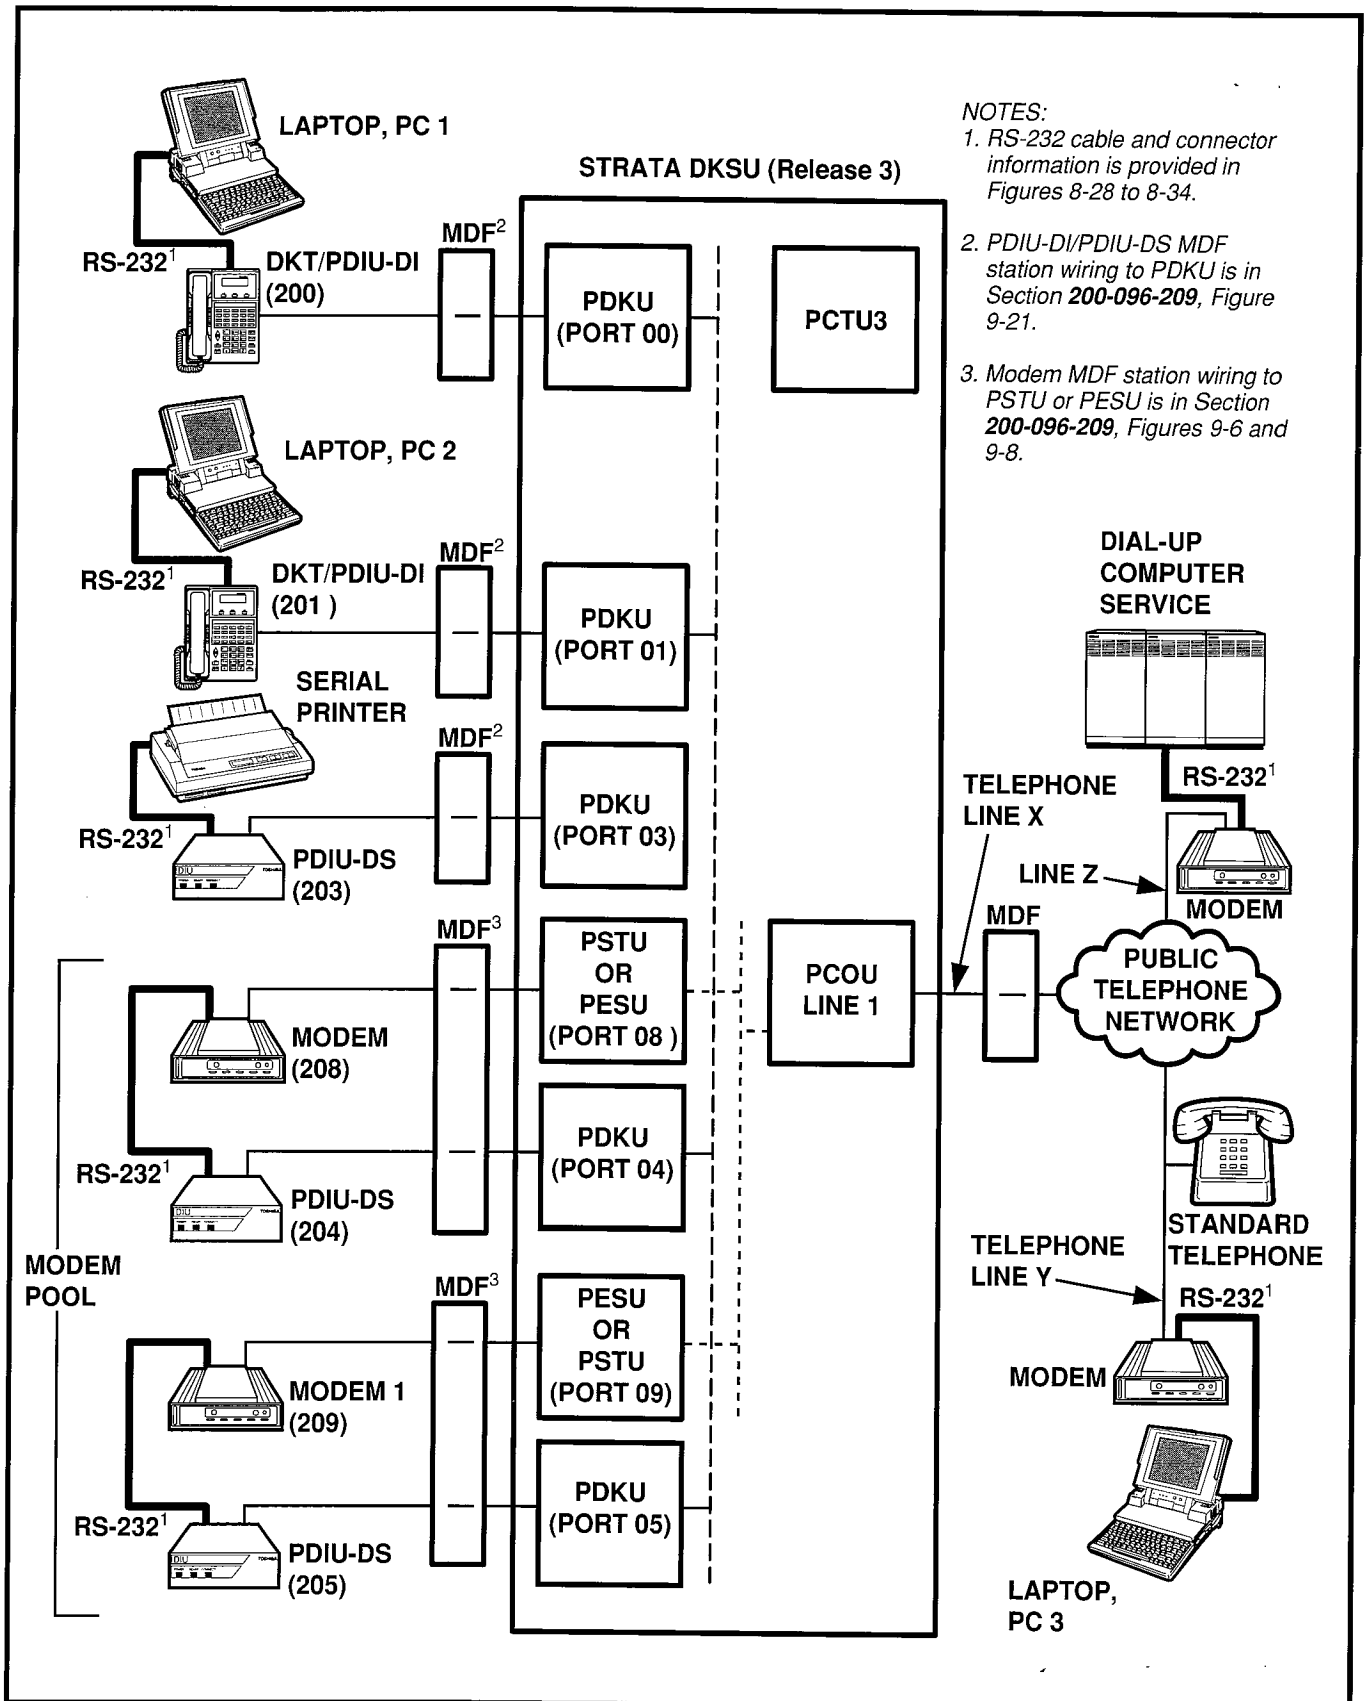 LAPTOP, PC 1
STRATA DKSU (Release 3)
NOTES:
1. RS-232 cable and connector
information is provided in
Figures 8-28 to 8-34.
2. PDIU-DI/PDIU-DS MDF
station wiring to PDKU is in
Section 200-096-209, Figure
9-21.
3. Modem MDF station wiring to
PSTU or PESU is in Section
200-096-209, Figures 9-6 and
9-8.
RS-232¹
DKT/PDIU-DI
(200)
MDF²
PDKU
(PORT 00)
PCTU3
LAPTOP, PC 2
RS-232¹
DKT/PDIU-DI
(201 )
MDF²
PDKU
(PORT 01)
SERIAL
PRINTER
MDF²
RS-232¹
TOSHIBA
PDIU-DS
(203)
PDKU
(PORT 03)
DIAL-UP
COMPUTER
SERVICE
RS-232¹
TELEPHONE
LINE X
LINE Z
MODEM
MDF
PUBLIC
TELEPHONE
NETWORK
MODEM
POOL
MDF³
MODEM
(208)
PSTU
OR
PESU
(PORT 08 )
PCOU
LINE 1
RS-232¹
DIU
TOSHIBA
PDIU-DS
(204)
PDKU
(PORT 04)
STANDARD
TELEPHONE
TELEPHONE
LINE Y
RS-232¹
MODEM
MDF³
MODEM 1
(209)
PESU
OR
PSTU
(PORT 09)
RS-232¹
DIU
TOSHIBA
PDIU-DS
(205)
PDKU
(PORT 05)
LAPTOP,
PC 3